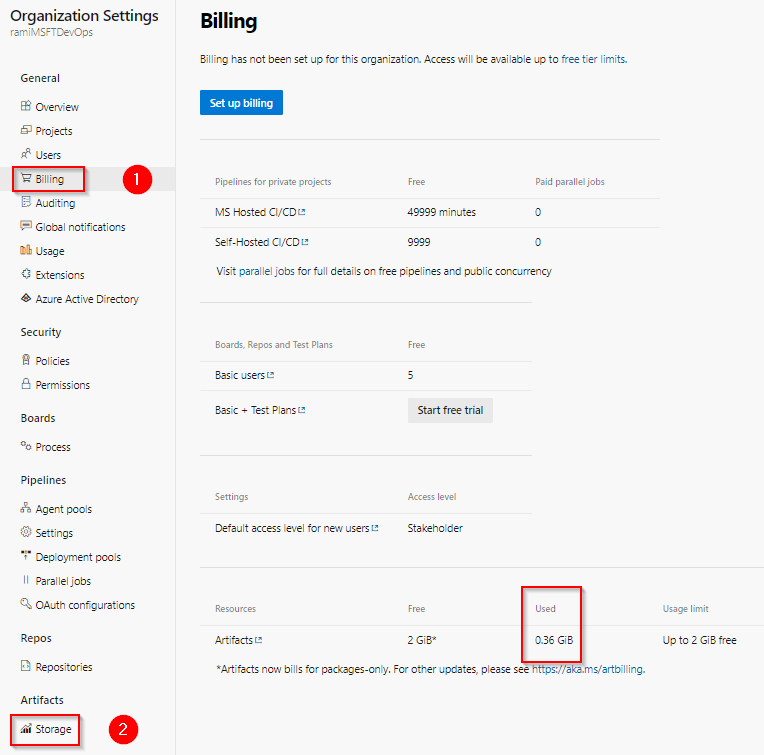 Organization Settings
ramiMSFTDevOps
General
Overview
Projects
Users
Billing
1
Auditing
Global notifications
Usage
Extensions
Azure Active Directory
Security
Policies
Permissions
Boards
Process
Pipelines
Agent pools
Settings
Deployment pools
Parallel jobs
OAuth configurations
Repos
Repositories
Artifacts
Storage
2
Billing
Billing has not been set up for this organization. Access will be available up to free tier limits.
Set up billing
Pipelines for private projects Free Paid parallel jobs
MS Hosted CI/CD 49999 minutes 0
Self-Hosted CI/CD 9999 0
Visit parallel jobs for full details on free pipelines and public concurrency
Boards, Repos and Test Plans Free
Basic users 5
Basic + Test Plans Start free trial
Settings Access level
Default access level for new users Stakeholder
Resources Free Used Usage limit
Artifacts 2 GiB* 0.36 GiB Up to 2 GiB free
*Artifacts now bills for packages-only. For other updates, please see https://aka.ms/artbilling.